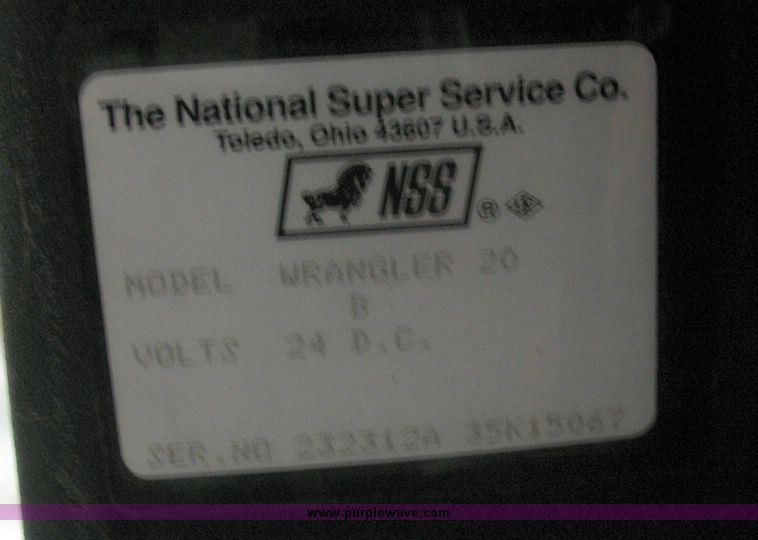 The National Super Service Co.
Toledo, Ohio 43607 U.S.A.
NSS ®
MODEL WRANGLER 20
B
VOLTS 24 D.C.
SER.NO 232312A 35K15067
www.purplewave.com